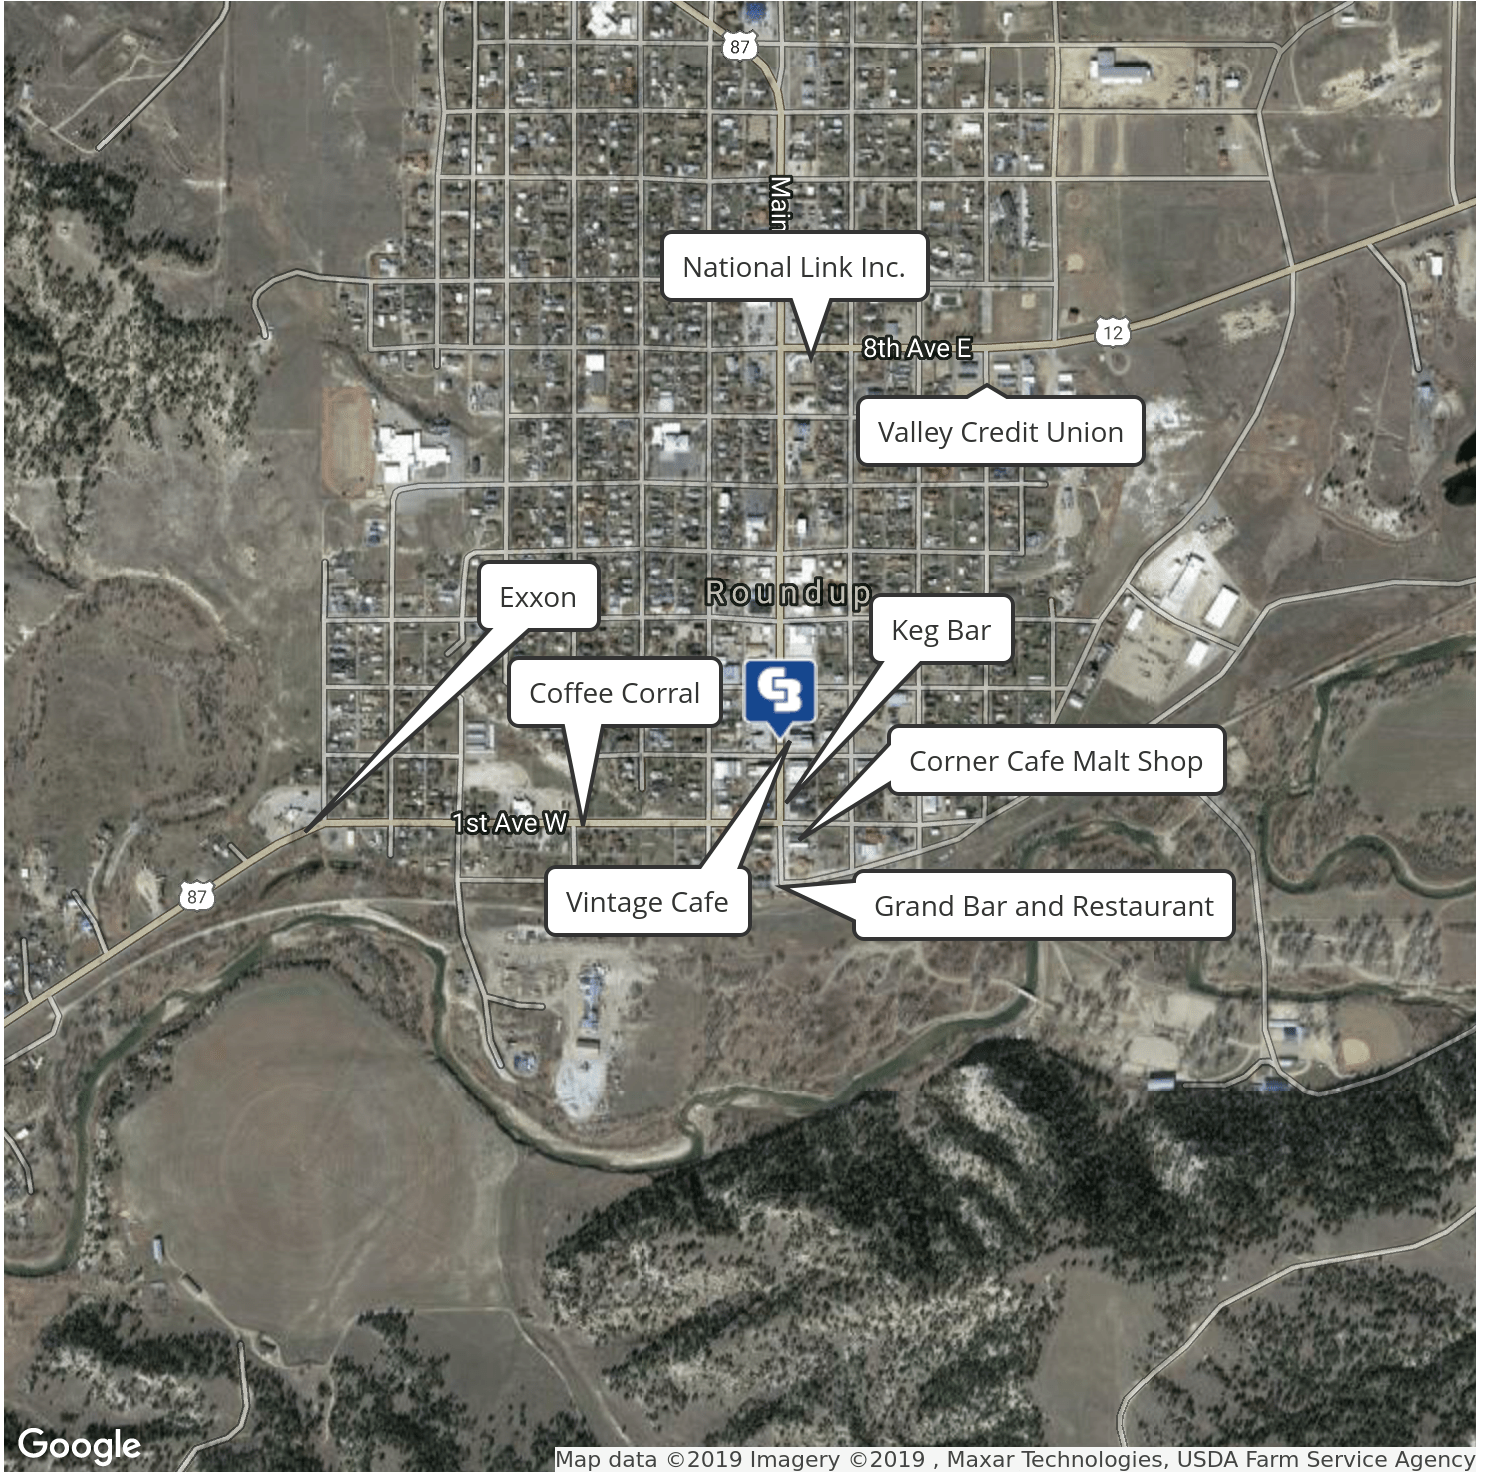 87
Main
National Link Inc.
12
8th Ave E
Valley Credit Union
Roundup
Exxon
Keg Bar
Coffee Corral
CB
Corner Cafe Malt Shop
1st Ave W
87
Vintage Cafe
Grand Bar and Restaurant
Google
Map data ©2019 Imagery ©2019 , Maxar Technologies, USDA Farm Service Agency